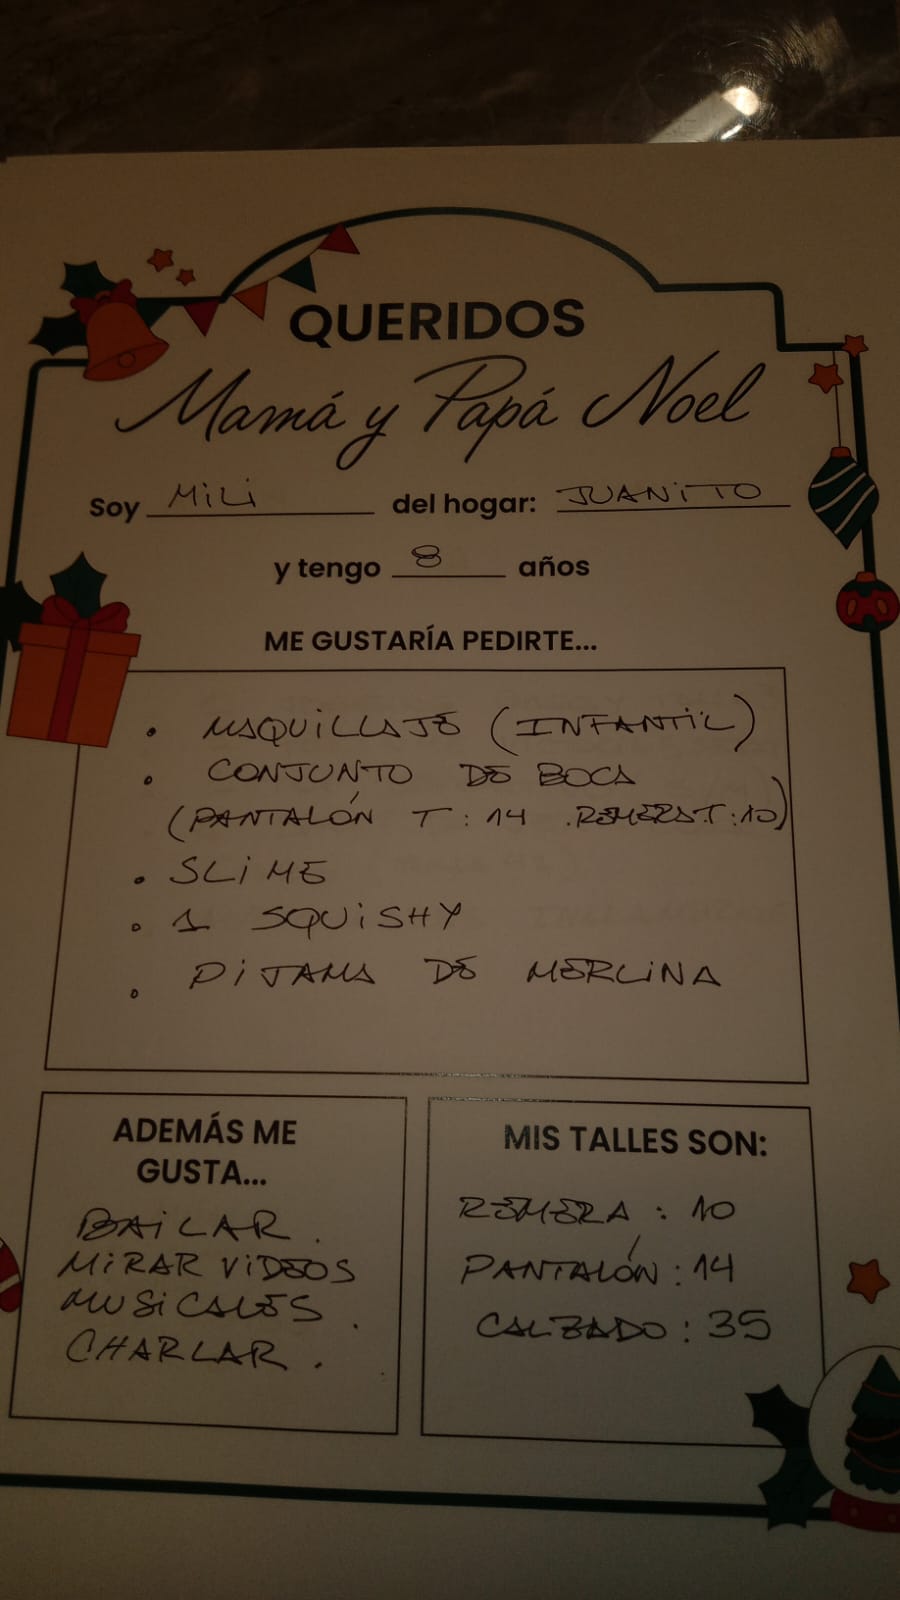 QUERIDOS
Mamá y Papá Noel
Soy MiLi del hogar: JUANiTO
y tengo 8 años
ME GUSTARÍA PEDIRTE...
• MAQUiLLAJE (INFANTiL)
• CONJUNTO DE BOCA
(PANTALÓN T: 14 .REMERA T:10)
• SLiME
• 1 SQUiSHY
• PiJAMA DE MERLiNA
ADEMÁS ME
GUSTA...
BAiLAR.
MiRAR ViDEOS
MUSiCALES.
CHARLAR.
MIS TALLES SON:
REMERA : 10
PANTALÓN : 14
CALZADO : 35